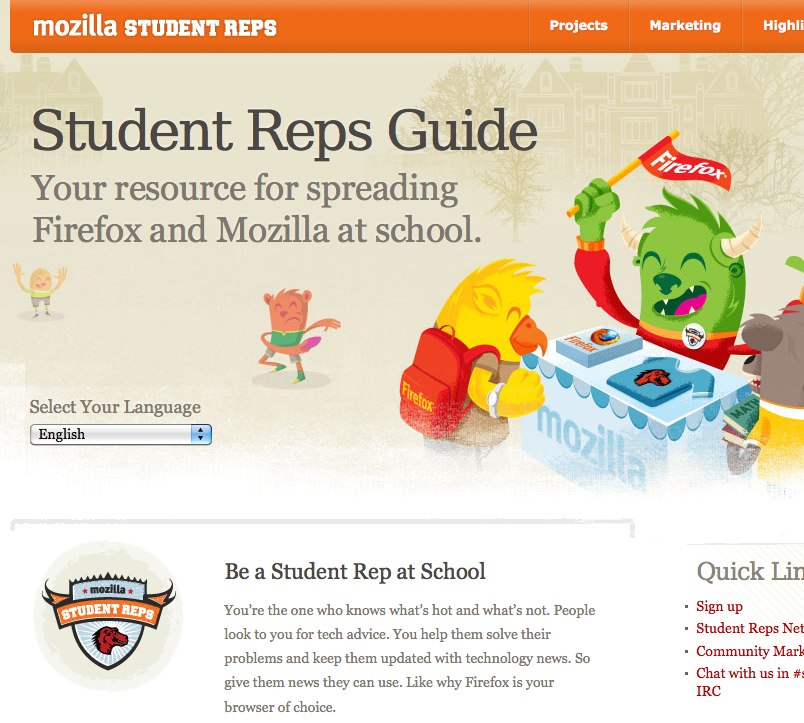 mozilla STUDENT REPS
Projects
Marketing
Student Reps Guide
Your resource for spreading
Firefox and Mozilla at school.
Firefox
Firefox
Firefox
mozilla
MATH
Select Your Language
English
mozilla
STUDENT REPS
Be a Student Rep at School
You're the one who knows what's hot and what's not. People
look to you for tech advice. You help them solve their
problems and keep them updated with technology news. So
give them news they can use. Like why Firefox is your
browser of choice.
Quick
Sign up
Student Reps
Community
Chat with us in
IRC